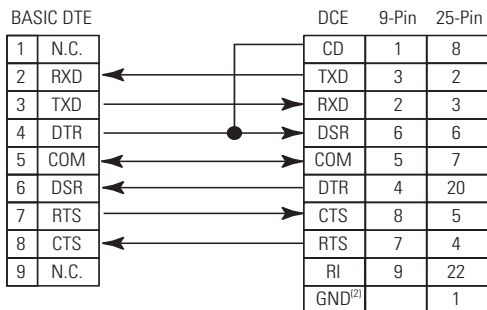 BASIC DTE DCE 9-Pin 25-Pin
1 N.C. CD 1 8
2 RXD TXD 3 2
3 TXD RXD 2 3
4 DTR DSR 6 6
5 COM COM 5 7
6 DSR DTR 4 20
7 RTS CTS 8 5
8 CTS RTS 7 4
9 N.C. RI 9 22
GND(2) 1